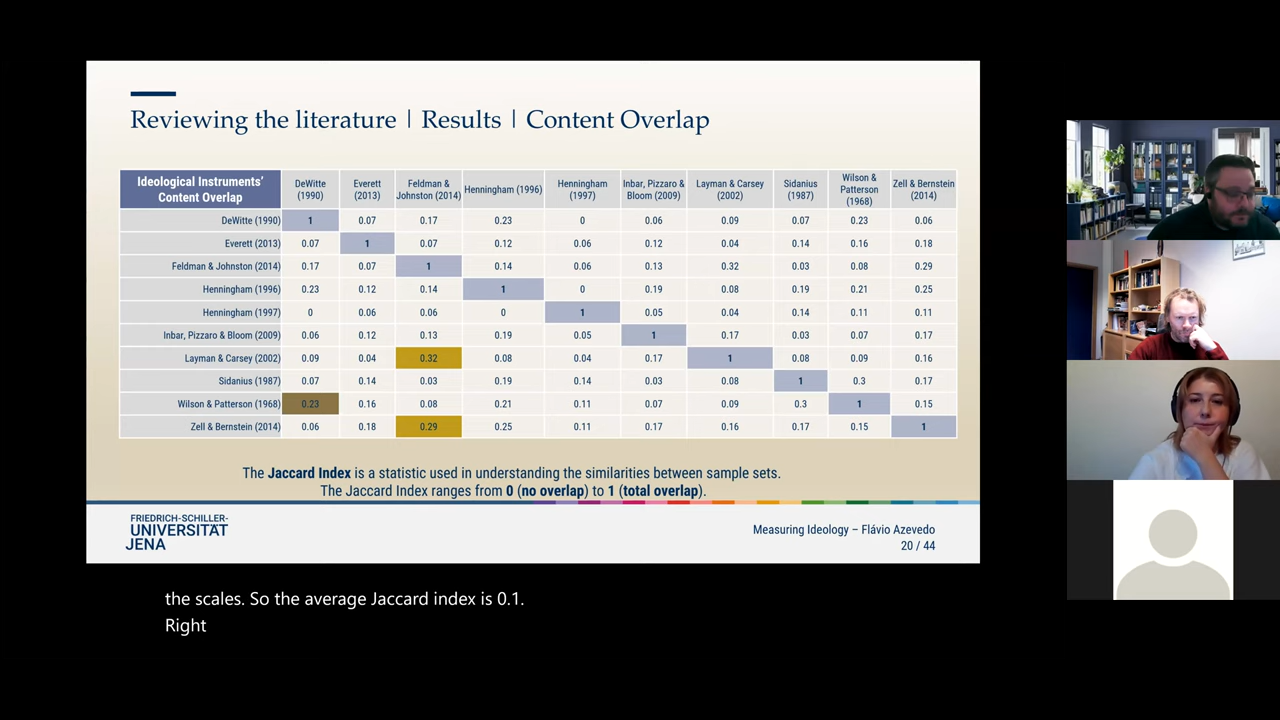 Reviewing the literature | Results | Content Overlap
Ideological Instruments' Content Overlap DeWitte (1990) Everett (2013) Feldman & Johnston (2014) Henningham (1996) Henningham (1997) Inbar, Pizzaro & Bloom (2009) Layman & Carsey (2002) Sidanius (1987) Wilson & Patterson (1968) Zell & Bernstein (2014)
DeWitte (1990) 1 0.07 0.17 0.23 0 0.06 0.09 0.07 0.23 0.06
Everett (2013) 0.07 1 0.07 0.12 0.06 0.12 0.04 0.14 0.16 0.18
Feldman & Johnston (2014) 0.17 0.07 1 0.14 0.06 0.13 0.32 0.03 0.08 0.29
Henningham (1996) 0.23 0.12 0.14 1 0 0.19 0.08 0.19 0.21 0.25
Henningham (1997) 0 0.06 0.06 0 1 0.05 0.04 0.14 0.11 0.11
Inbar, Pizzaro & Bloom (2009) 0.06 0.12 0.13 0.19 0.05 1 0.17 0.03 0.07 0.17
Layman & Carsey (2002) 0.09 0.04 0.32 0.08 0.04 0.17 1 0.08 0.09 0.16
Sidanius (1987) 0.07 0.14 0.03 0.19 0.14 0.03 0.08 1 0.3 0.17
Wilson & Patterson (1968) 0.23 0.16 0.08 0.21 0.11 0.07 0.09 0.3 1 0.15
Zell & Bernstein (2014) 0.06 0.18 0.29 0.25 0.11 0.17 0.16 0.17 0.15 1
The Jaccard Index is a statistic used in understanding the similarities between sample sets.
The Jaccard Index ranges from 0 (no overlap) to 1 (total overlap).
FRIEDRICH-SCHILLER-
UNIVERSITÄT
JENA
Measuring Ideology – Flávio Azevedo
20 / 44
the scales. So the average Jaccard index is 0.1.
Right